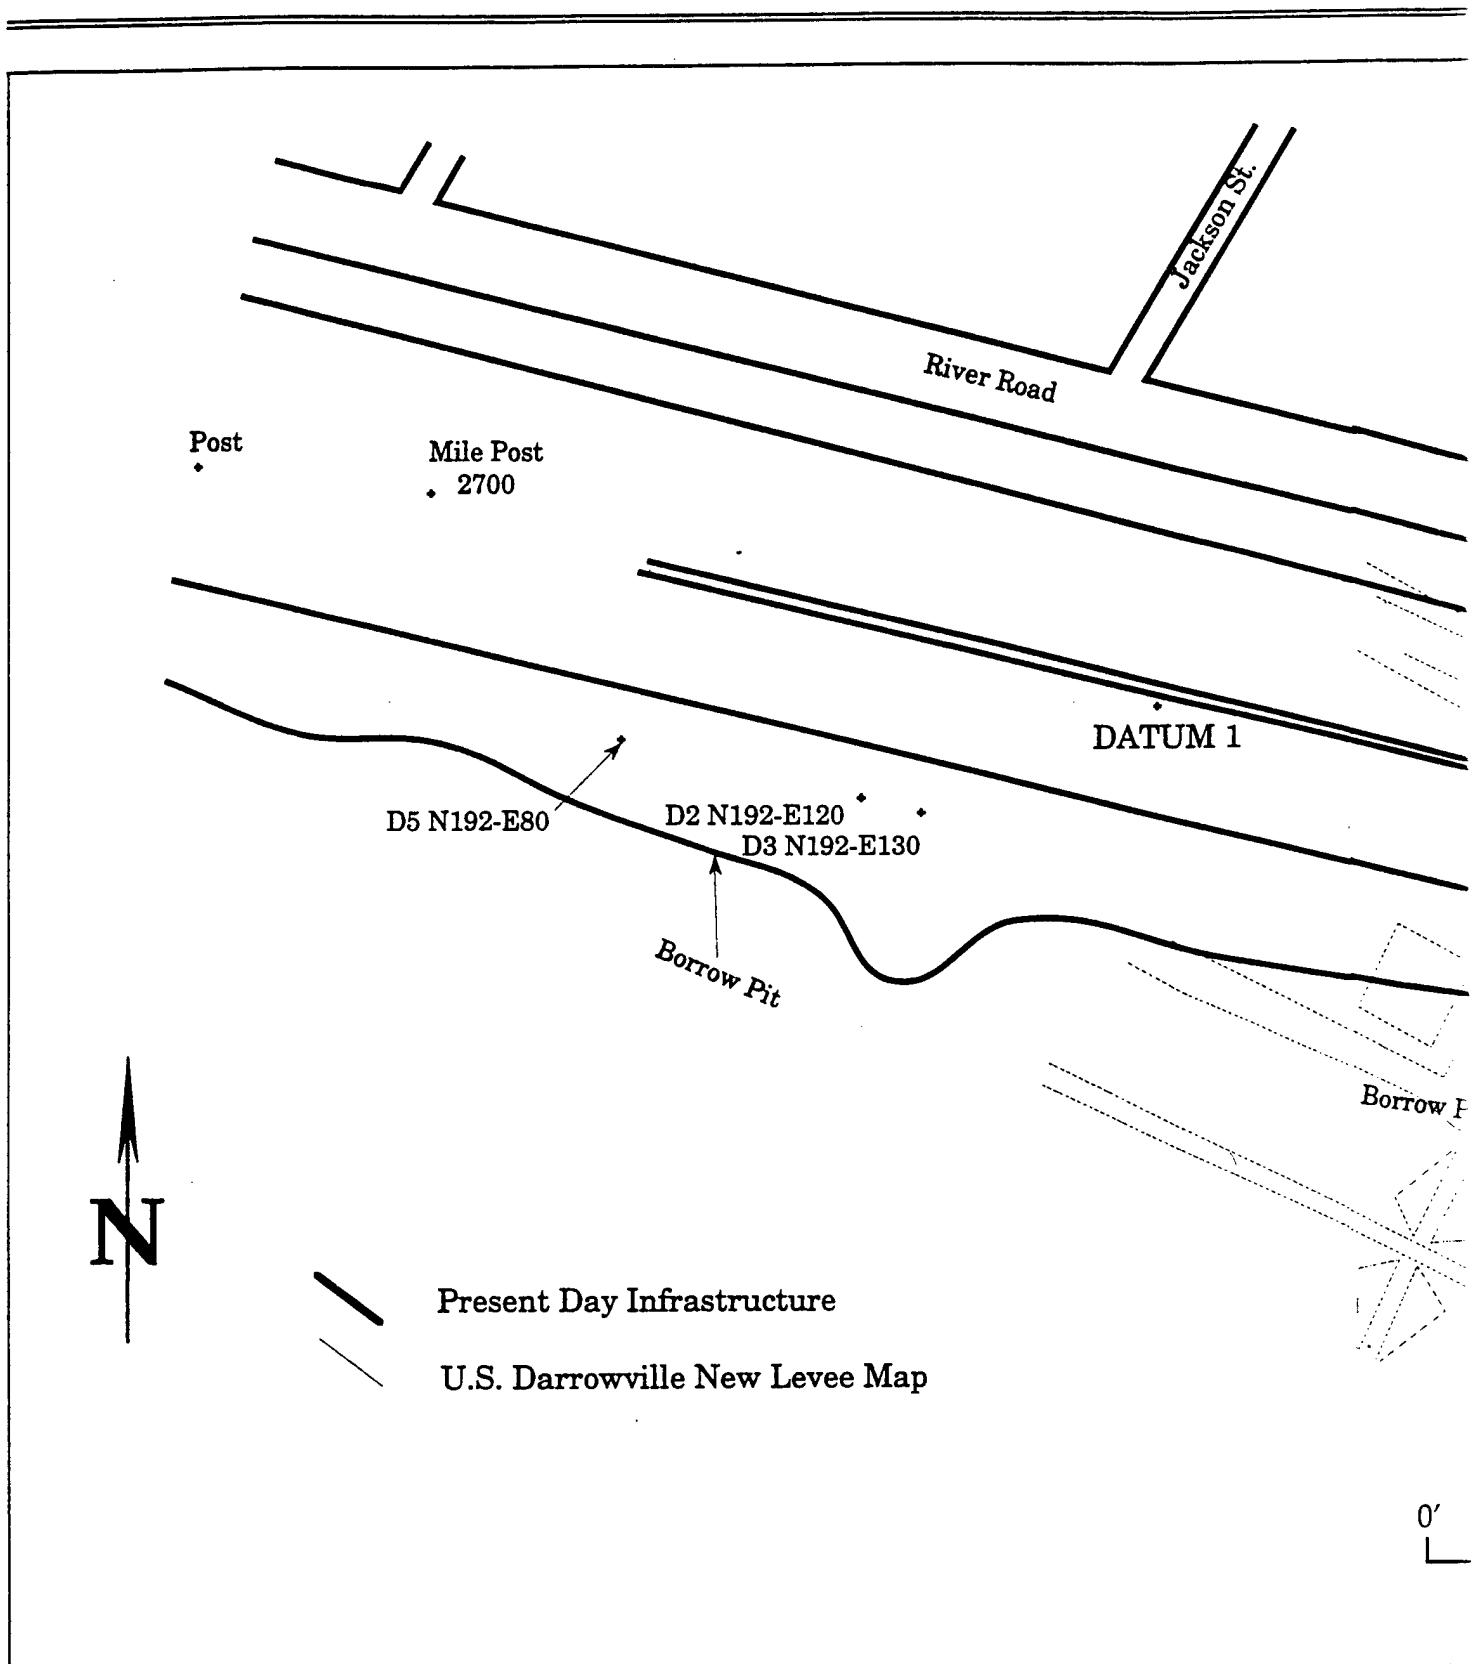 Jackson St.
River Road
Post
Mile Post
2700
DATUM 1
D5 N192-E80
D2 N192-E120
D3 N192-E130
Borrow Pit
Borrow P
N
Present Day Infrastructure
U.S. Darrowville New Levee Map
0'